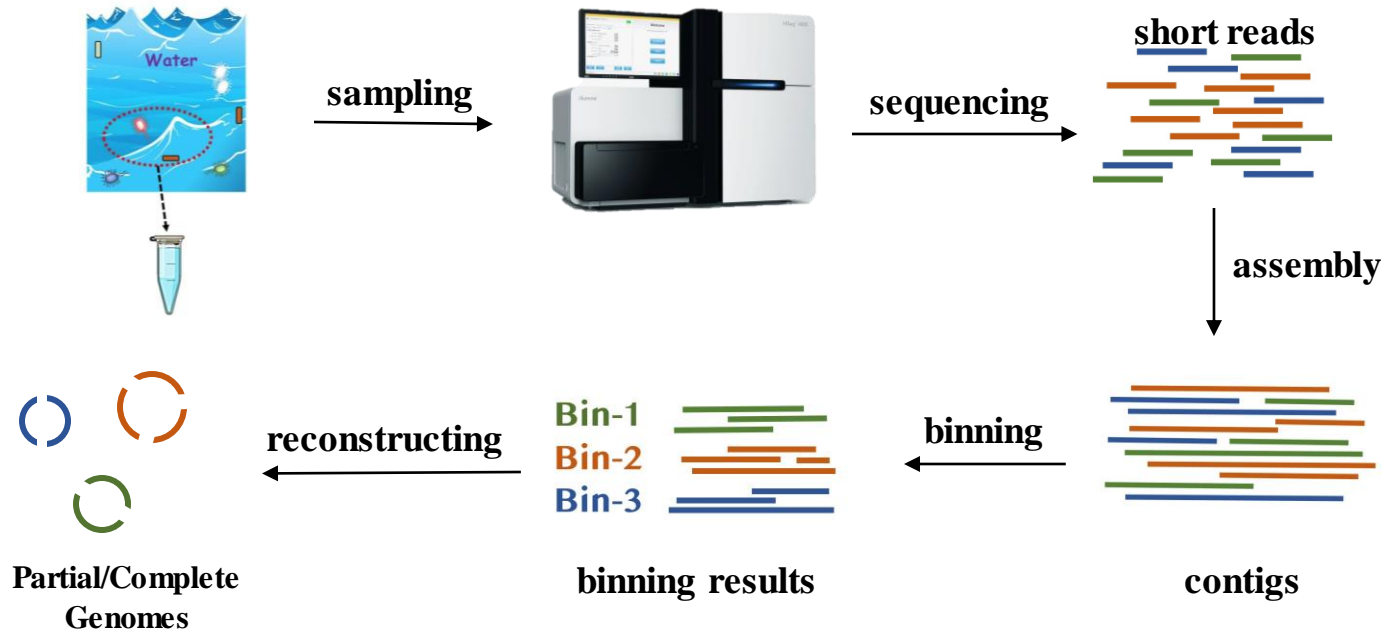 Water
sampling
sequencing
short reads
assembly
contigs
binning
Bin-1
Bin-2
Bin-3
binning results
reconstructing
Partial/Complete
Genomes